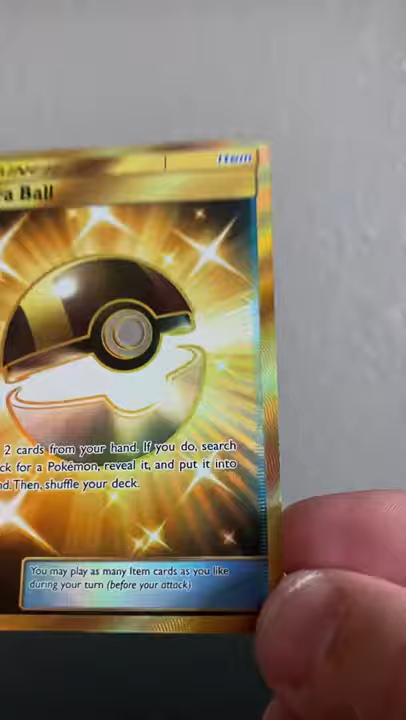 Item
a Ball
2 cards from your hand. If you do, search
ck for a Pokémon, reveal it, and put it into
nd. Then, shuffle your deck.
You may play as many Item cards as you like
during your turn (before your attack).